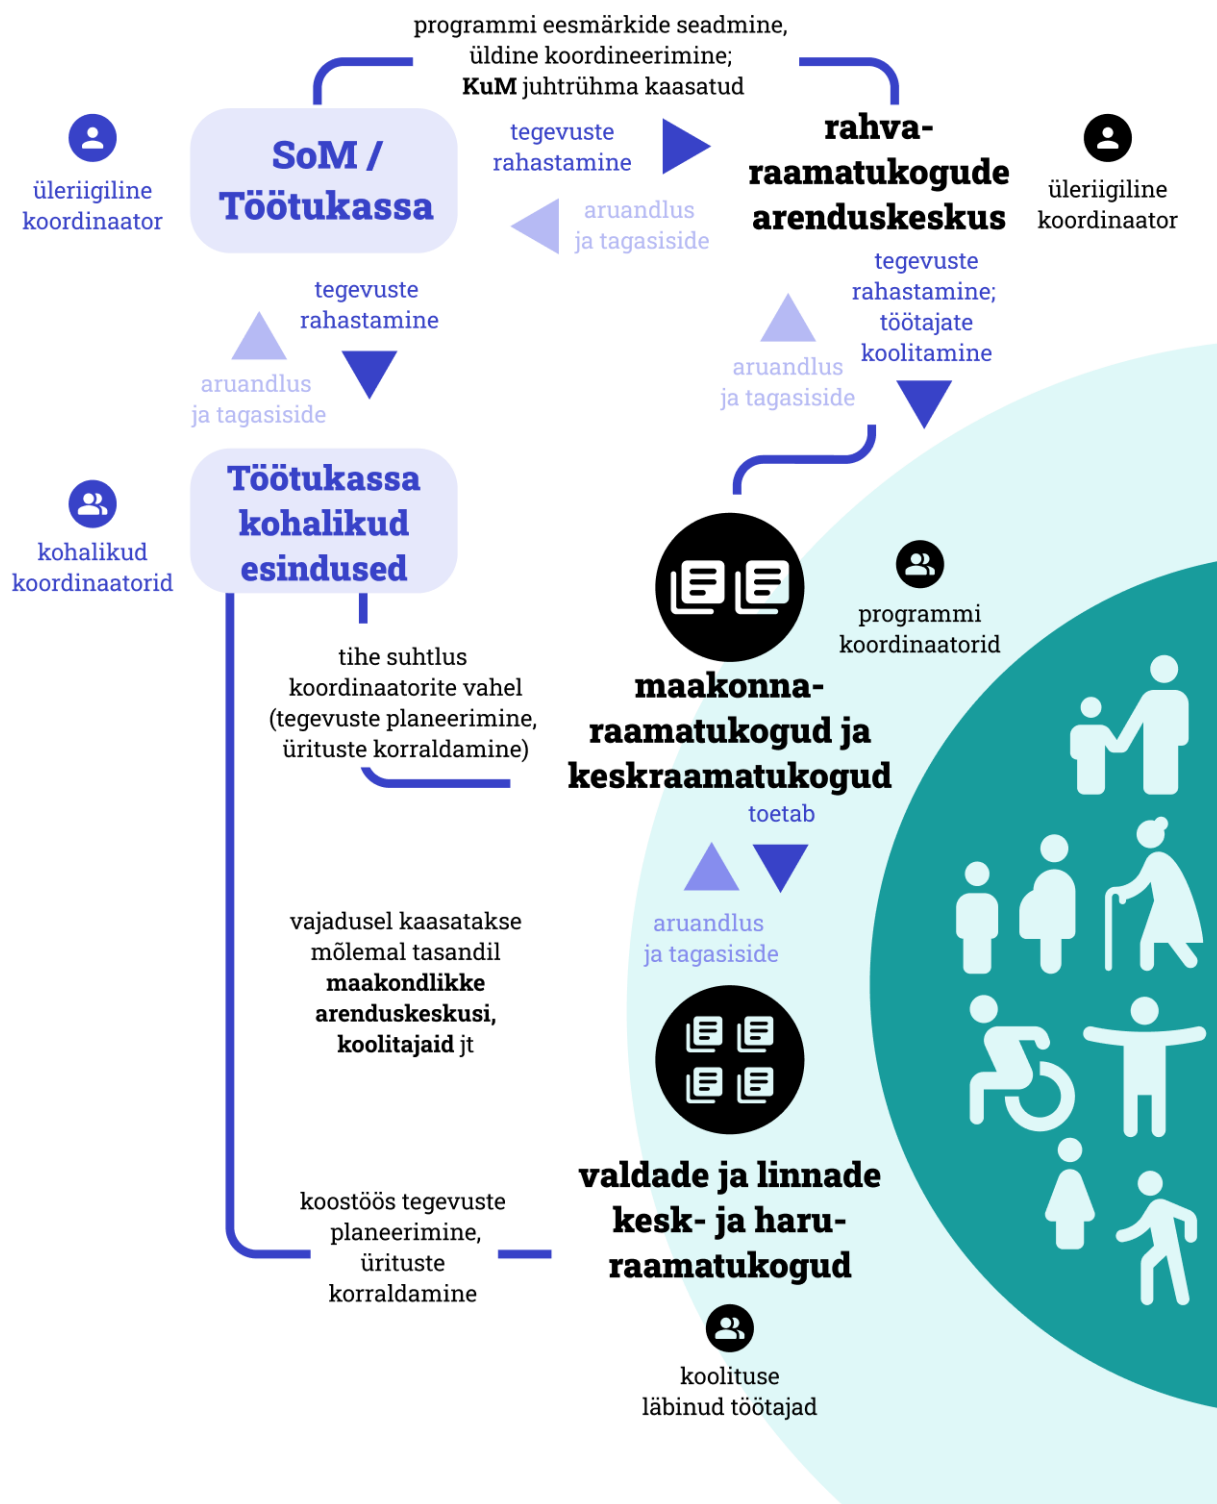 programmi eesmärkide seadmine,
üldine koordineerimine;
KuM juhtrühma kaasatud
üleriigiline
koordinaator
SoM /
Töötukassa
tegevuste
rahastamine
aruandlus
ja tagasiside
rahva-
raamatukogude
arenduskeskus
üleriigiline
koordinaator
tegevuste
rahastamine
aruandlus
ja tagasiside
tegevuste
rahastamine;
töötajate
koolitamine
aruandlus
ja tagasiside
kohalikud
koordinaatorid
Töötukassa
kohalikud
esindused
programmi
koordinaatorid
maakonna-
raamatukogud ja
keskraamatukogud
tihe suhtlus
koordinaatorite vahel
(tegevuste planeerimine,
ürituste korraldamine)
toetab
aruandlus
ja tagasiside
vajadusel kaasatakse
mõlemal tasandil
maakondlikke
arenduskeskusi,
koolitajaid jt
valdade ja linnade
kesk- ja haru-
raamatukogud
koostöös tegevuste
planeerimine,
ürituste
korraldamine
koolituse
läbinud töötajad